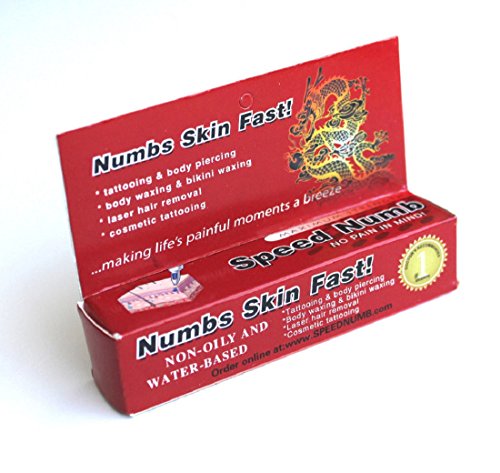 Numbs Skin Fast!
* tattooing & body piercing
* body waxing & bikini waxing
* laser hair removal
* cosmetic tattooing
...making life's painful moments a breeze
Speed Numb
NO PAIN IN MIND!
Numbs Skin Fast!
NON-OILY AND
WATER-BASED
* Tattooing & body piercing
* Body waxing & bikini waxing
* Laser hair removal
* Cosmetic tattooing
Order online at:www.SPEEDNUMB.com
1